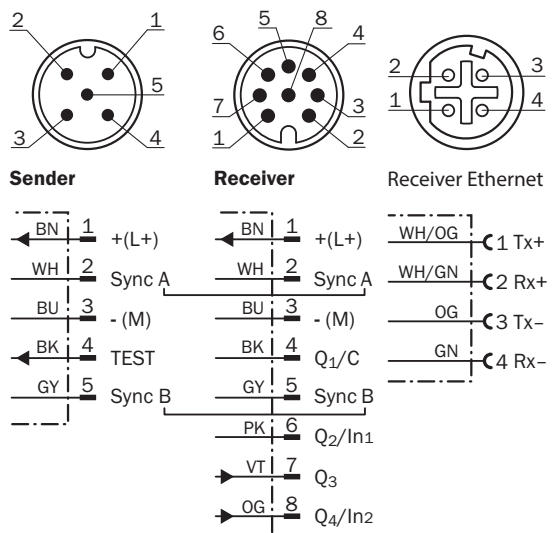 2 1
5
3 4
5 8
6 4
7 3
1 2
2 3
1 4
Sender
BN 1 +(L+)
WH 2 Sync A
BU 3 - (M)
BK 4 TEST
GY 5 Sync B
Receiver
BN 1 +(L+)
WH 2 Sync A
BU 3 - (M)
BK 4 Q1/C
GY 5 Sync B
PK 6 Q2/In1
VT 7 Q3
OG 8 Q4/In2
Receiver Ethernet
WH/OG 1 Tx+
WH/GN 2 Rx+
OG 3 Tx–
GN 4 Rx–